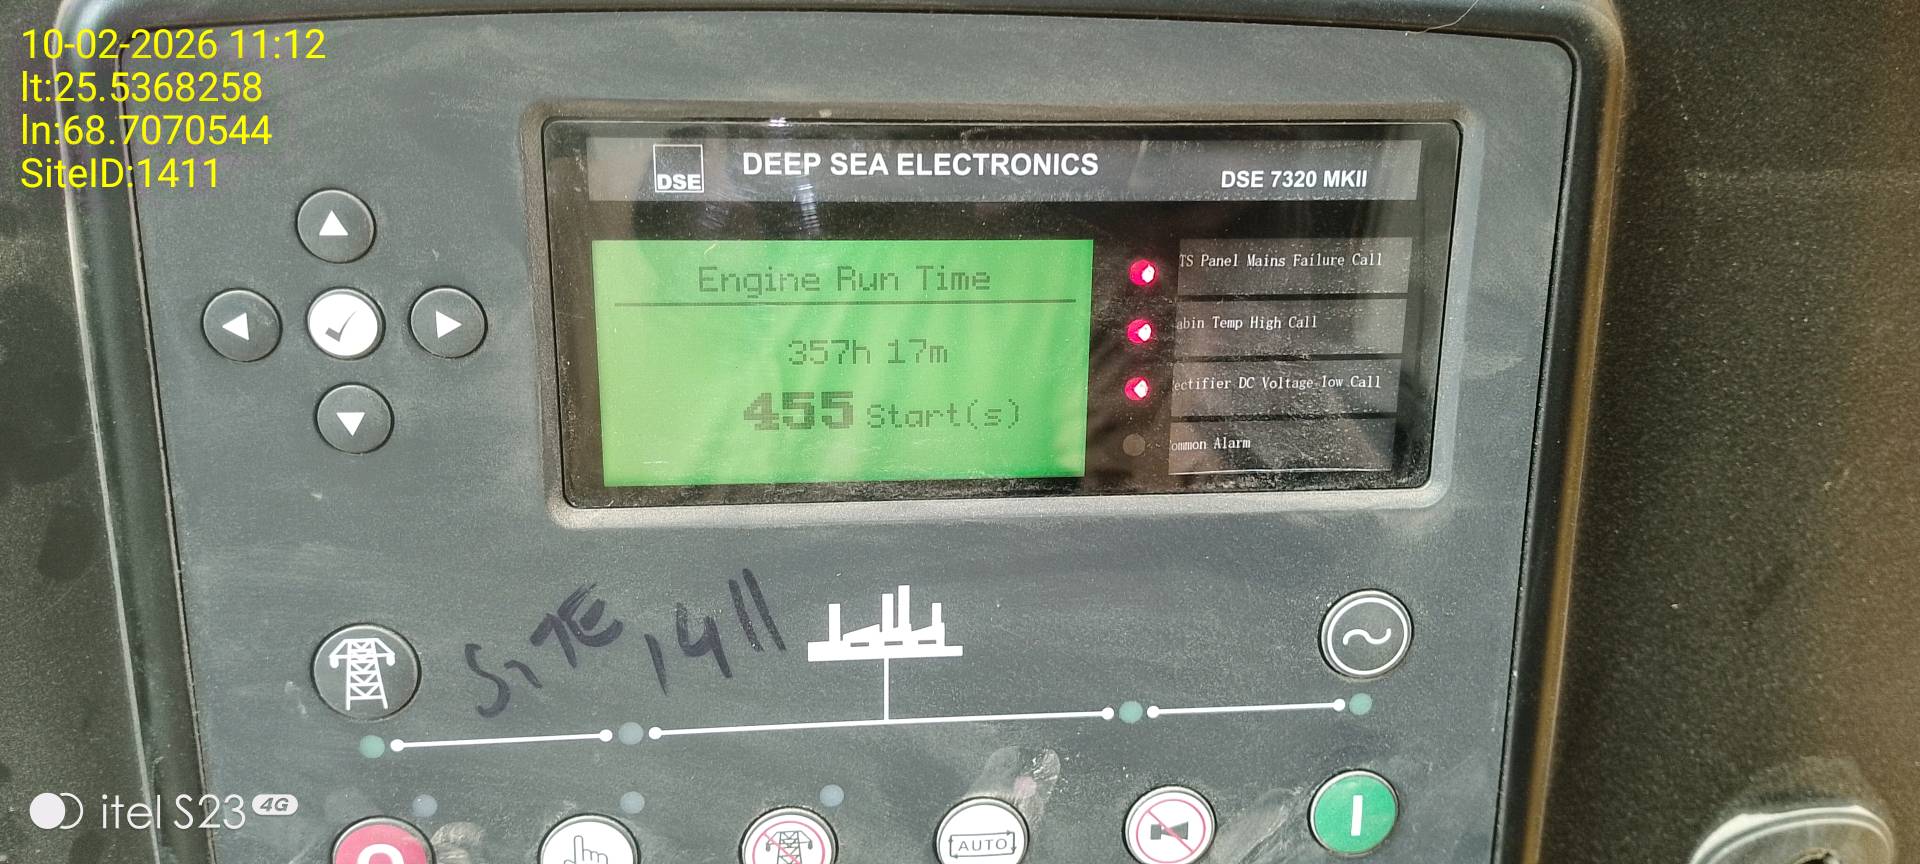 10-02-2026 11:12
lt:25.5368258
ln:68.7070544
SiteID:1411
DSE
DEEP SEA ELECTRONICS
DSE 7320 MKII
Engine Run Time
357h 17m
455 Start(s)
TS Panel Mains Failure Call
abin Temp High Call
ectifier DC Voltage low Call
ommon Alarm
SiTE 1411
AUTO
itel S23 4G